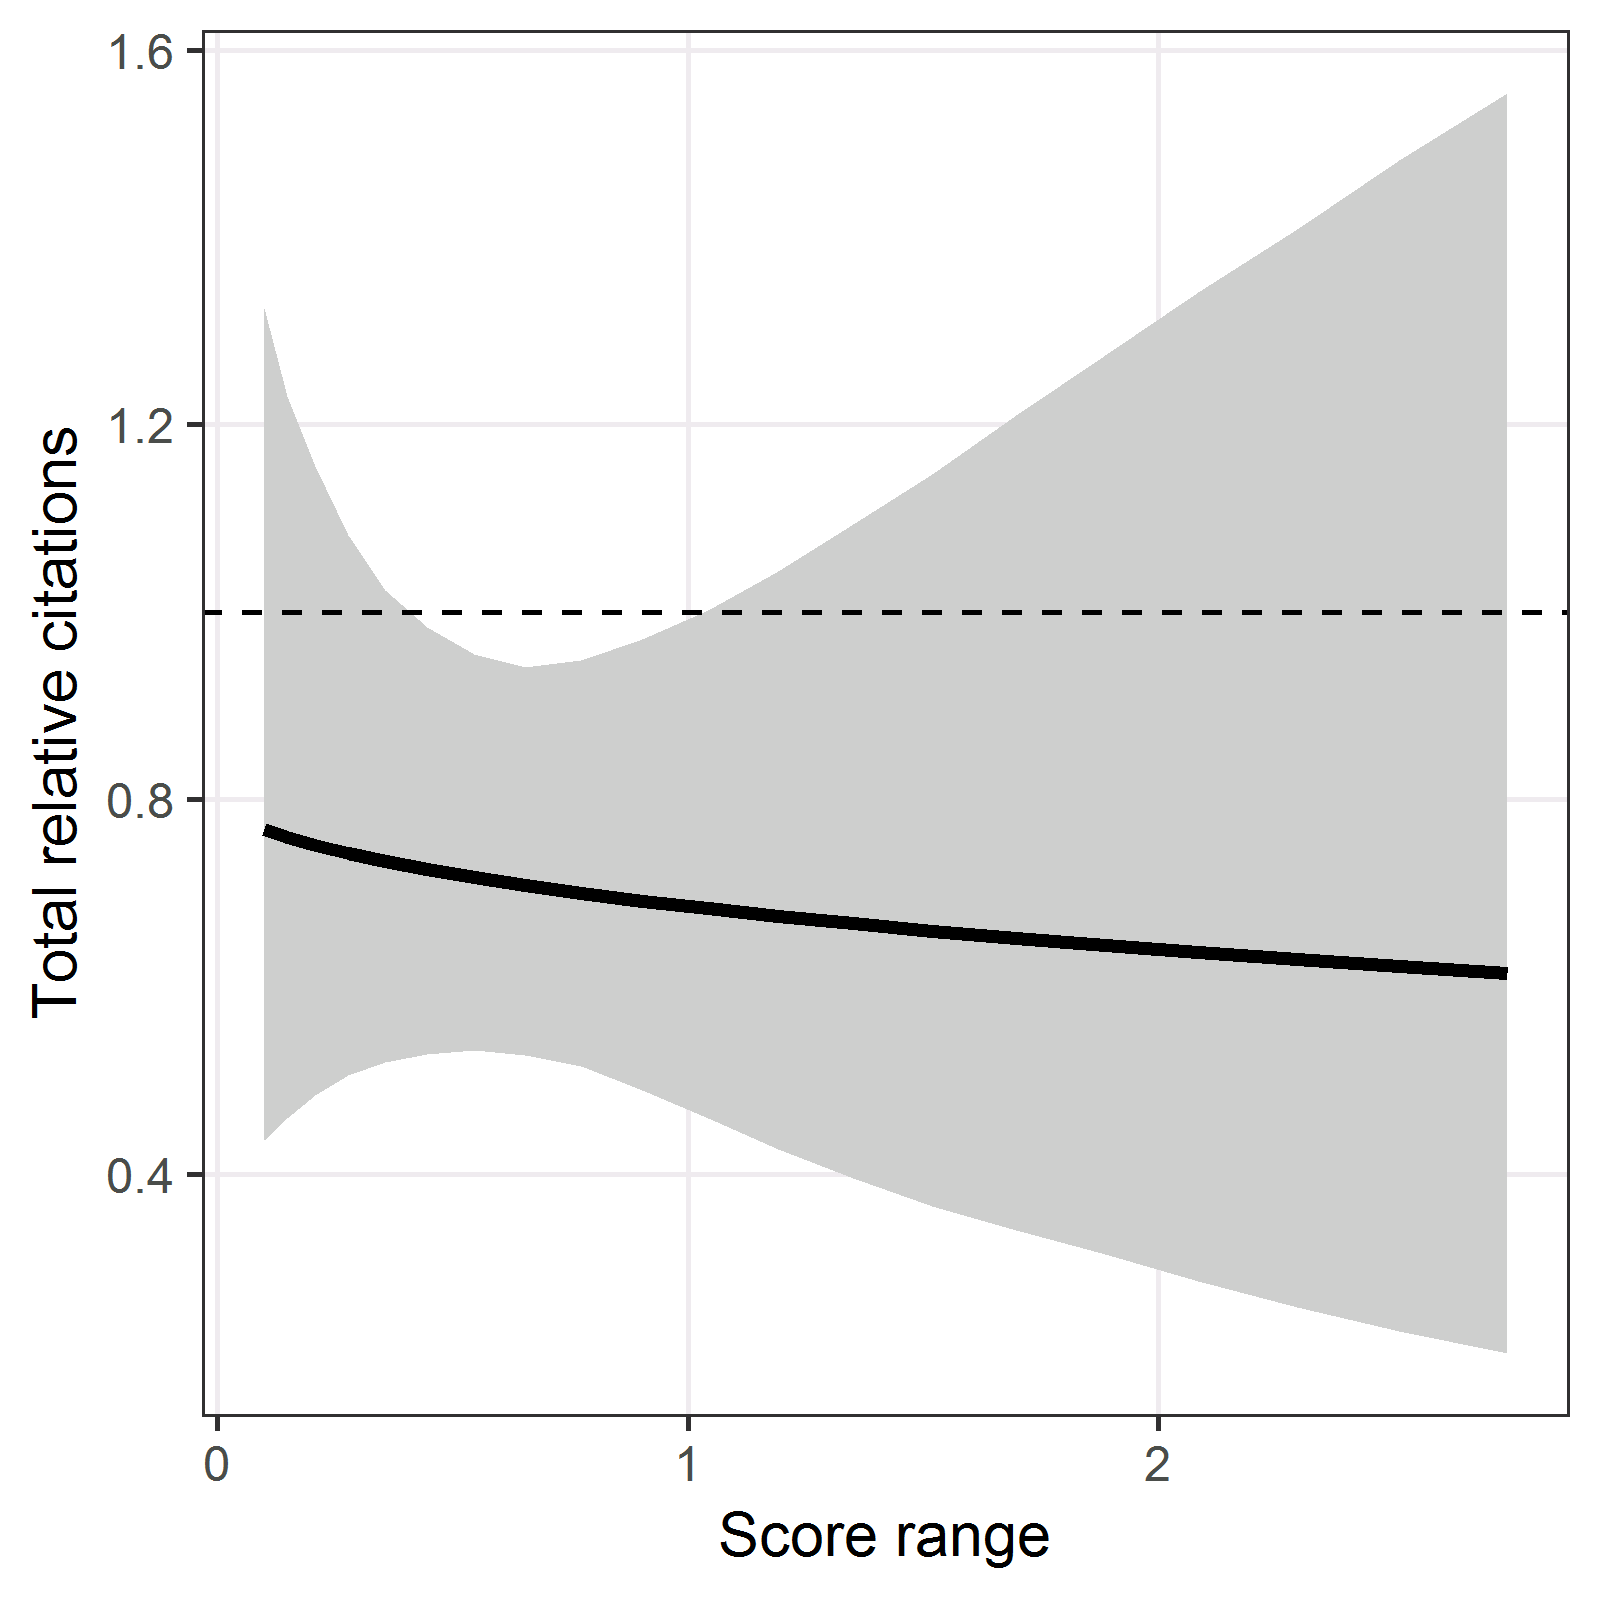 Total relative citations
1.6
1.2
0.8
0.4
0 1 2
Score range